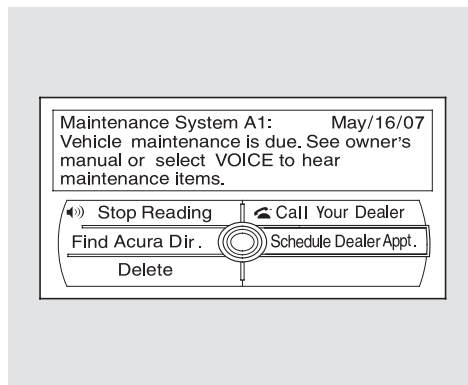 Maintenance System A1: May/16/07
Vehicle maintenance is due. See owner's
manual or select VOICE to hear
maintenance items.
Stop Reading Call Your Dealer
Find Acura Dir. Schedule Dealer Appt.
Delete